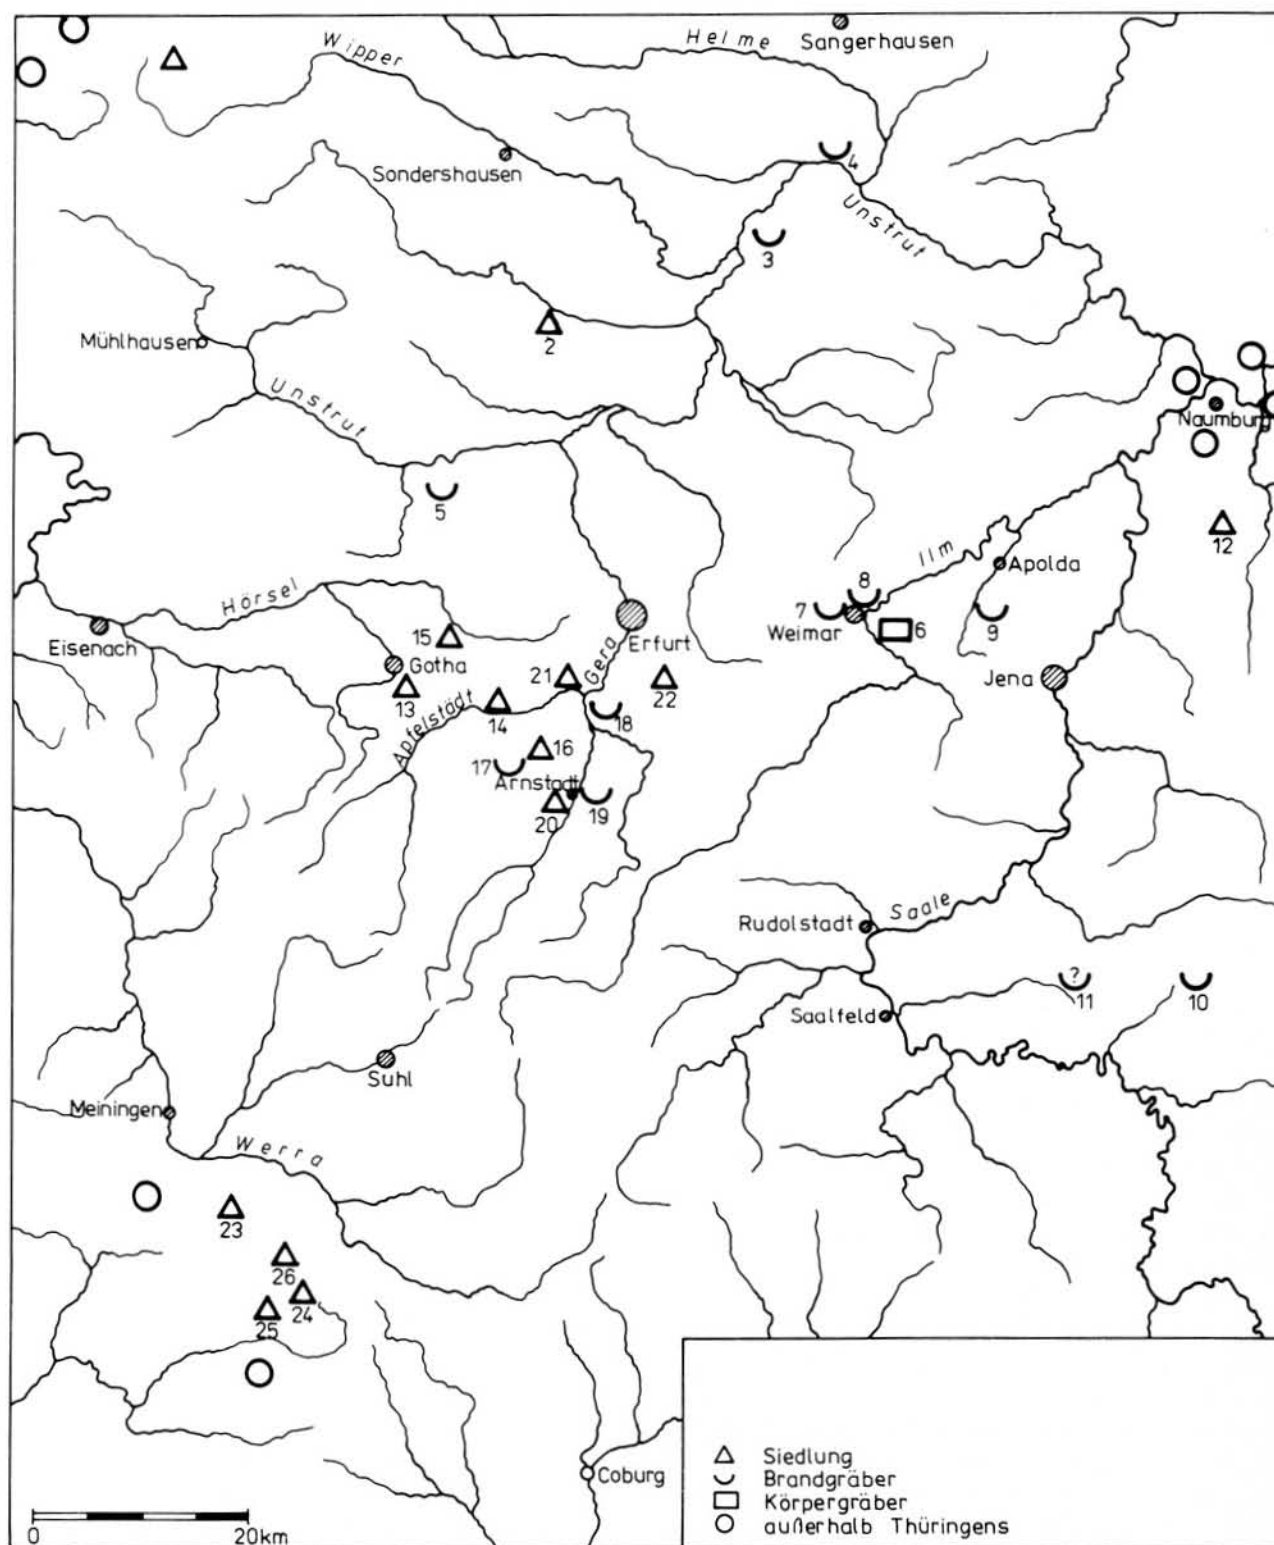 Sangerhausen
Helme
Wipper
4
Sondershausen
Unstrut
3
2
Mühlhausen
Unstrut
Naumburg
5
12
Ilm
Apolda
8
7
Hörsel
Weimar
6
9
Eisenach
15
Erfurt
Gotha
Gera
21
Jena
13
14
22
18
Apfelstädt
16
17
Arnstadt
20
19
Saale
Rudolstadt
?
11
10
Saalfeld
Suhl
Meiningen
Werra
23
26
24
25
Coburg
Siedlung
Brandgräber
Körpergräber
außerhalb Thüringens
0 20km